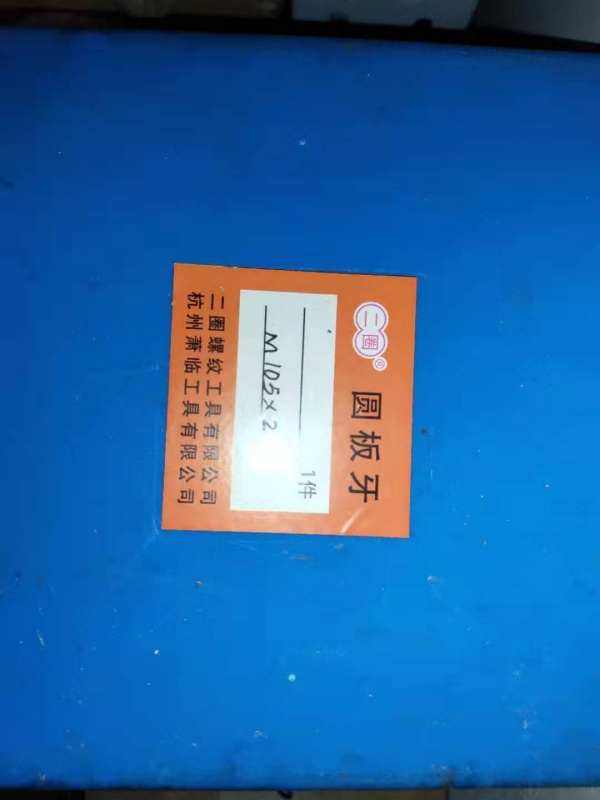 二圈®
圆板牙
1件
M105×2
二圈螺纹工具有限公司
杭州萧临工具有限公司